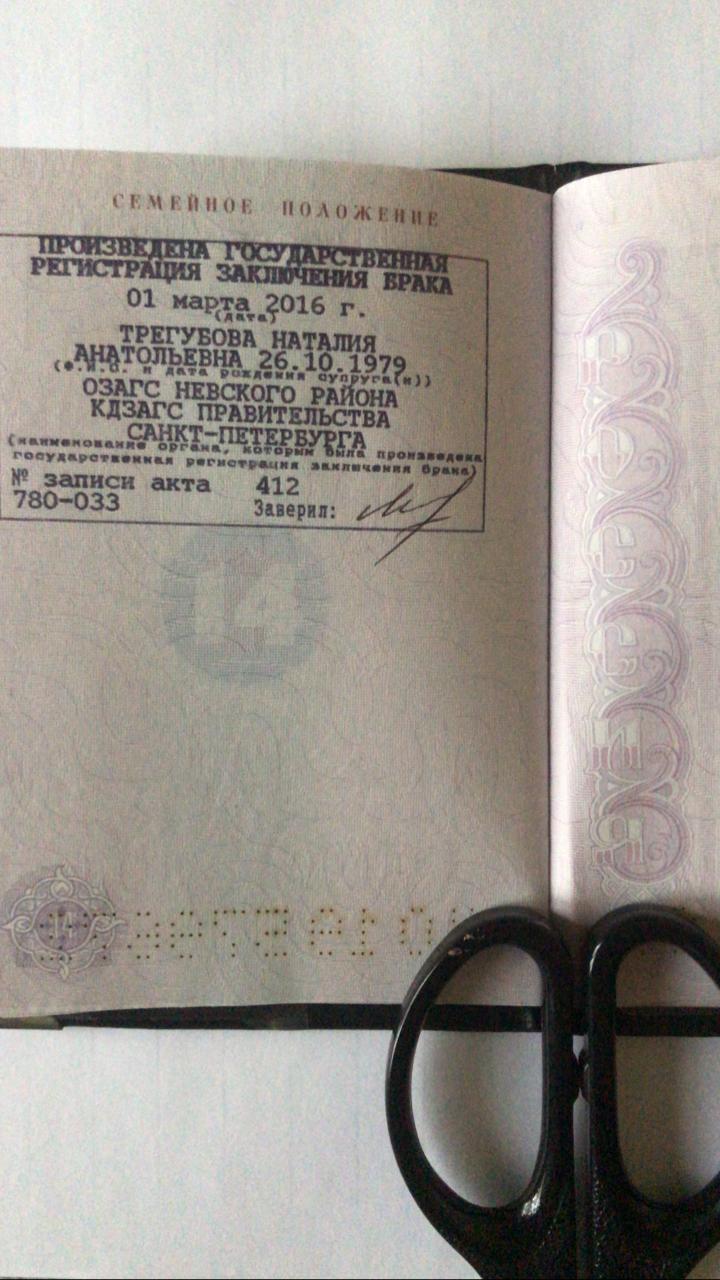 СЕМЕЙНОЕ ПОЛОЖЕНИЕ
ПРОИЗВЕДЕНА ГОСУДАРСТВЕННАЯ
РЕГИСТРАЦИЯ ЗАКЛЮЧЕНИЯ БРАКА
01 марта 2016 г.
(дата)
ТРЕГУБОВА НАТАЛИЯ
АНАТОЛЬЕВНА 26.10.1979
(Ф.И.О. и дата рождения супруга(и))
ОЗАГС НЕВСКОГО РАЙОНА
КДЗАГС ПРАВИТЕЛЬСТВА
САНКТ-ПЕТЕРБУРГА
(наименование органа, которым была произведена
государственная регистрация заключения брака)
№ записи акта 412
780-033 Заверил:
14